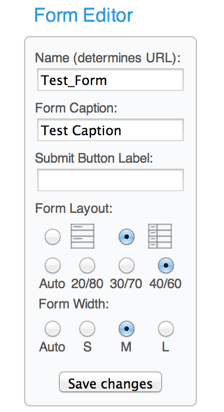 Form Editor
Name (determines URL):
Test_Form
Form Caption:
Test Caption
Submit Button Label:
Form Layout:
Auto 20/80 30/70 40/60
Form Width:
Auto S M L
Save changes